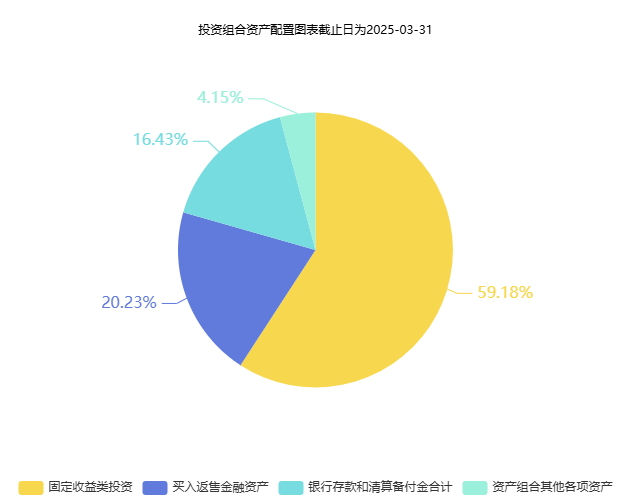 投资组合资产配置图表截止日为2025-03-31
4.15%
16.43%
20.23%
59.18%
固定收益类投资 买入返售金融资产 银行存款和清算备付金合计 资产组合其他各项资产